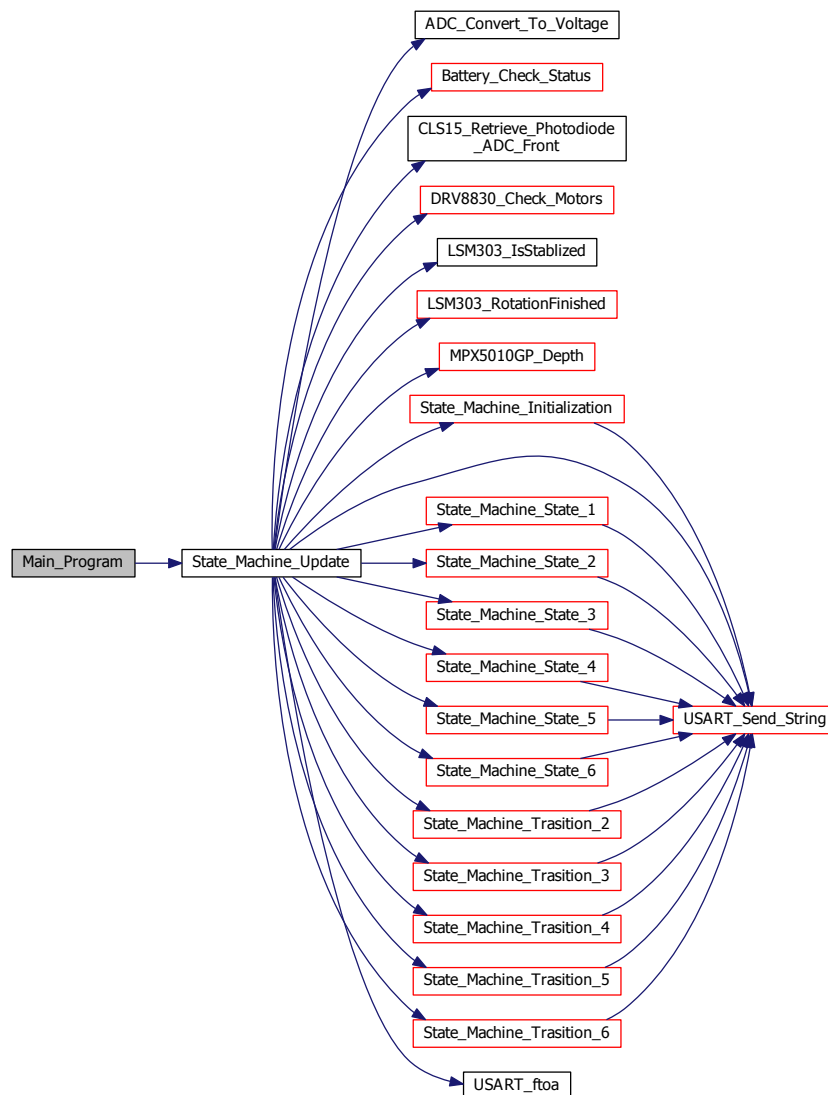 ADC_Convert_To_Voltage
Battery_Check_Status
CLS15_Retrieve_Photodiode
_ADC_Front
DRV8830_Check_Motors
LSM303_IsStablized
LSM303_RotationFinished
MPX5010GP_Depth
State_Machine_Initialization
State_Machine_State_1
Main_Program
State_Machine_Update
State_Machine_State_2
State_Machine_State_3
State_Machine_State_4
State_Machine_State_5
USART_Send_String
State_Machine_State_6
State_Machine_Trasition_2
State_Machine_Trasition_3
State_Machine_Trasition_4
State_Machine_Trasition_5
State_Machine_Trasition_6
USART_ftoa